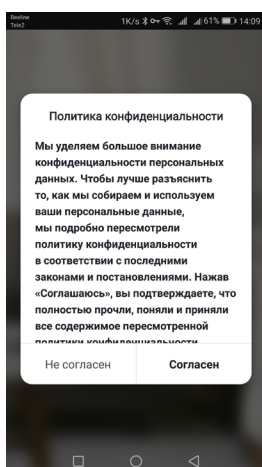 Beeline
Tele2
1K/s 61% 14:09
Политика конфиденциальности
Мы уделяем большое внимание
конфиденциальности персональных
данных. Чтобы лучше разъяснить
то, как мы собираем и используем
ваши персональные данные,
мы подробно пересмотрели
политику конфиденциальности
в соответствии с последними
законами и постановлениями. Нажав
«Соглашаюсь», вы подтверждаете, что
полностью прочли, поняли и приняли
все содержимое пересмотренной
политики конфиденциальности
Не согласен Согласен